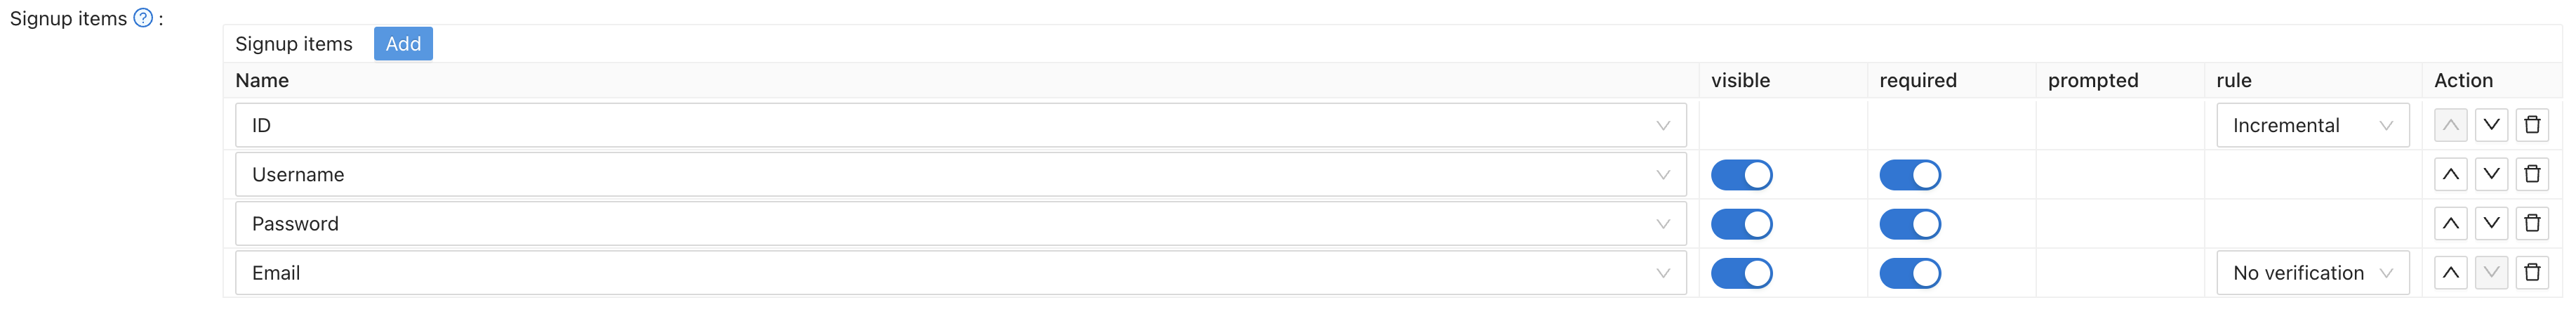 Signup items ? :
Signup items Add
Name visible required prompted rule Action
ID Incremental
Username
Password
Email No verification